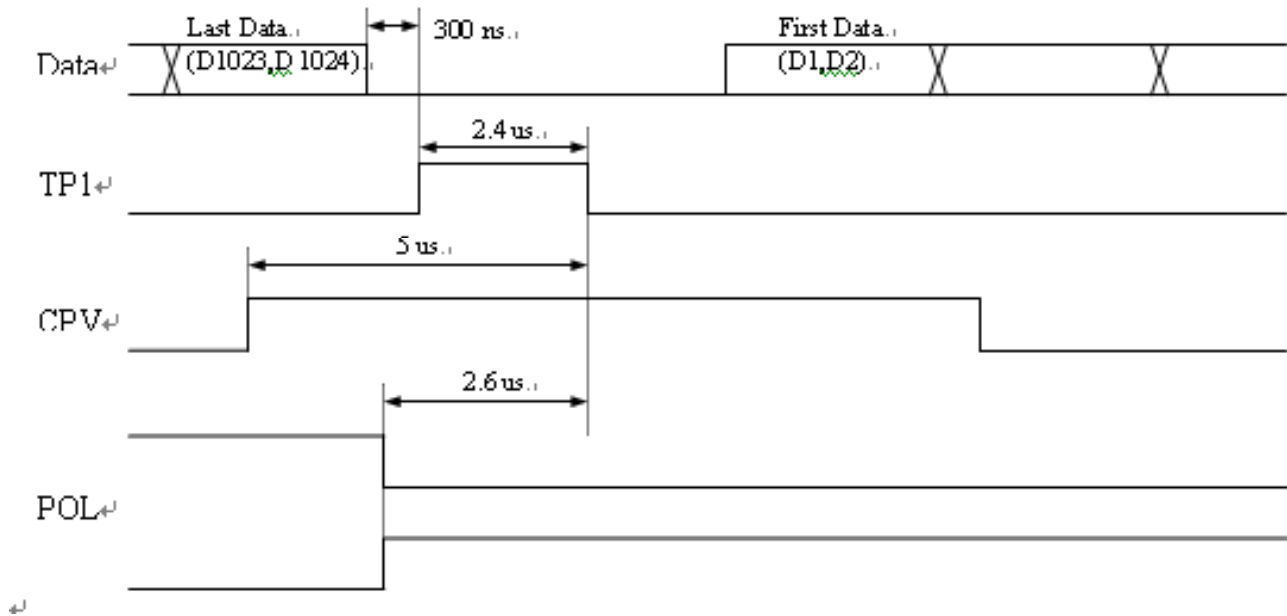 Last Data
300 ns
First Data
Data
(D1023,D 1024)
(D1,D2)
2.4 us
TP1
5 us
CPV
2.6 us
POL